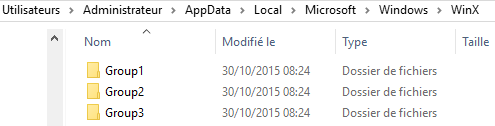 Utilisateurs > Administrateur > AppData > Local > Microsoft > Windows > WinX
Nom Modifié le Type Taille
Group1 30/10/2015 08:24 Dossier de fichiers
Group2 30/10/2015 08:24 Dossier de fichiers
Group3 30/10/2015 08:24 Dossier de fichiers